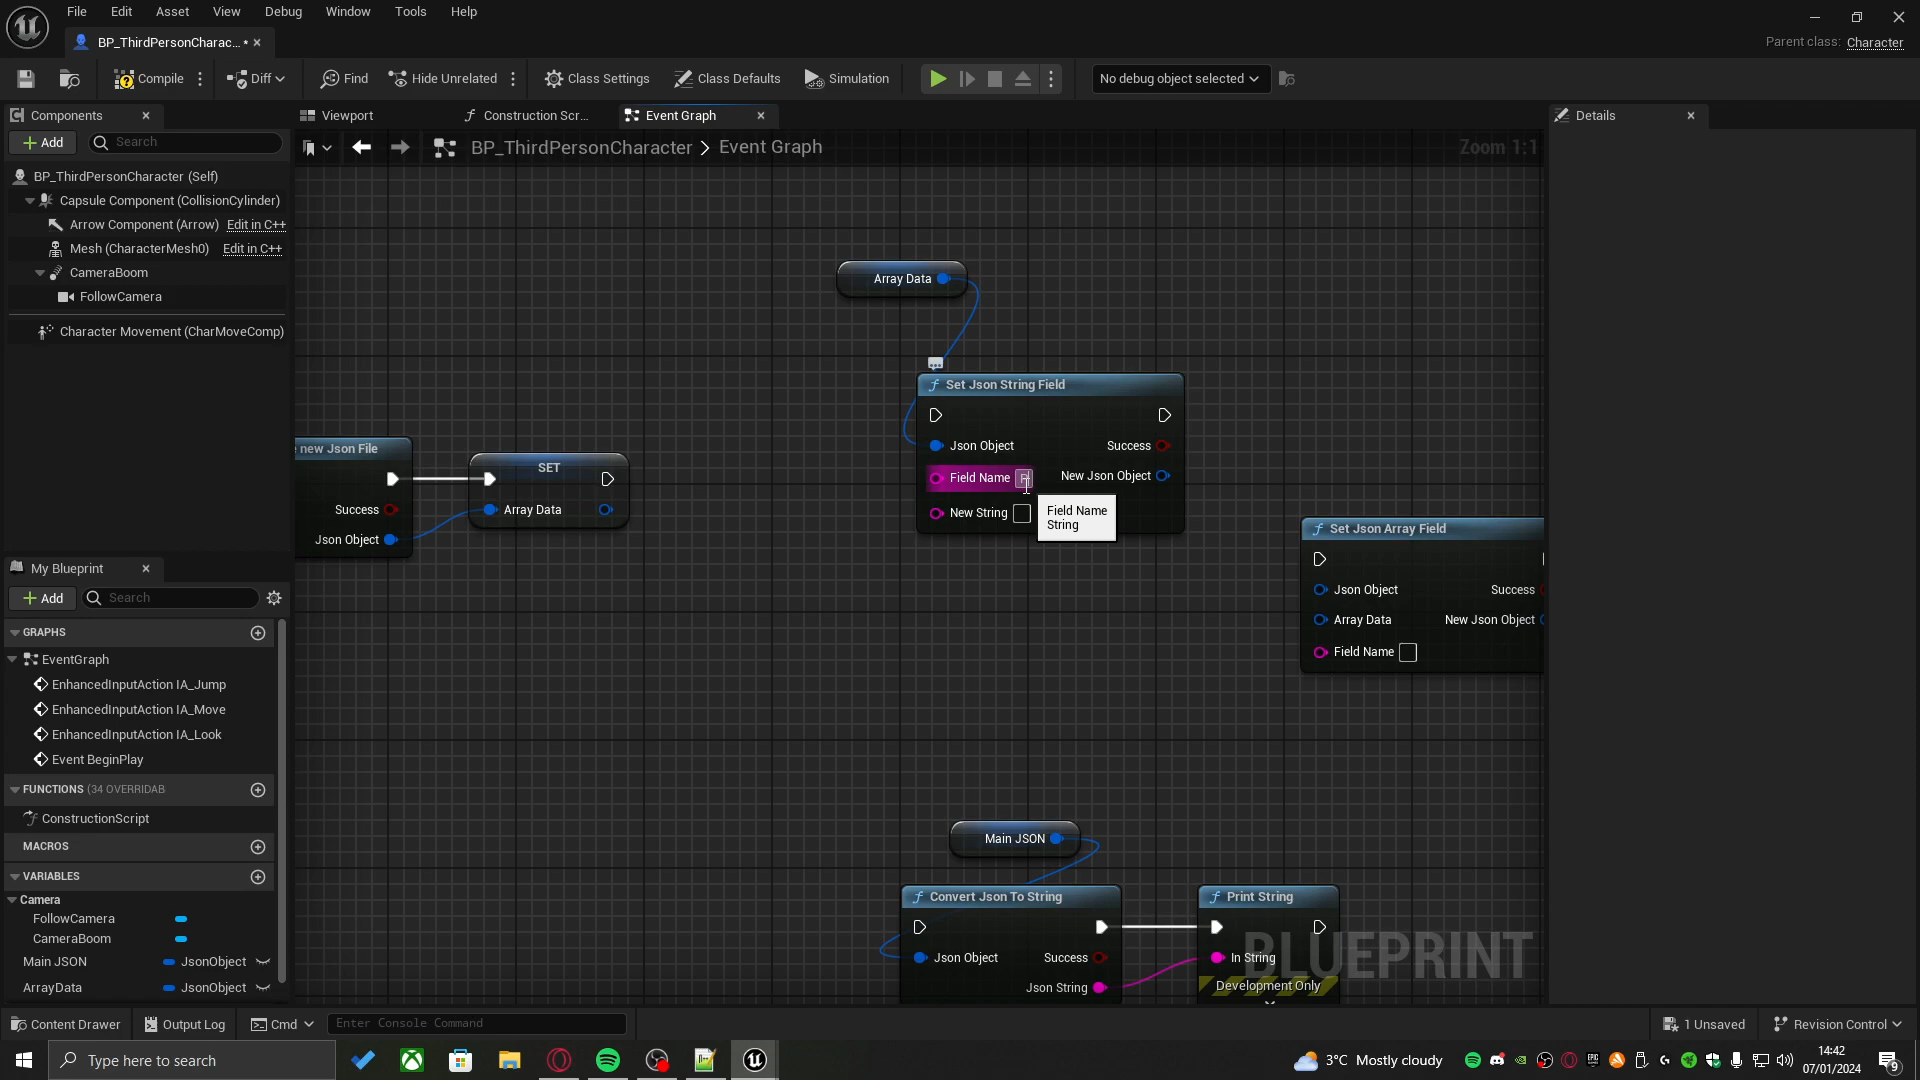 File Edit Asset View Debug Window Tools Help
BP_ThirdPersonCharac... •
Parent class: Character
Compile Diff Find Hide Unrelated Class Settings Class Defaults Simulation No debug object selected
Components
Viewport Construction Scr... Event Graph
Details
Add Search
BP_ThirdPersonCharacter > Event Graph
Zoom 1:1
BP_ThirdPersonCharacter (Self)
Capsule Component (CollisionCylinder)
Arrow Component (Arrow) Edit in C++
Mesh (CharacterMesh0) Edit in C++
CameraBoom
FollowCamera
Character Movement (CharMoveComp)
Array Data
Set Json String Field
Json Object Success
Field Name New Json Object
New String
Field Name
String
new Json File
Success
Json Object
SET
Array Data
Set Json Array Field
Json Object Success
Array Data New Json Object
Field Name
Main JSON
Convert Json To String
Json Object Success
Json String
Print String
In String
Development Only
BLUEPRINT
My Blueprint
Add Search
GRAPHS
EventGraph
EnhancedInputAction IA_Jump
EnhancedInputAction IA_Move
EnhancedInputAction IA_Look
Event BeginPlay
FUNCTIONS (34 OVERRIDAB
ConstructionScript
MACROS
VARIABLES
Camera
FollowCamera
CameraBoom
Main JSON JsonObject
ArrayData JsonObject
Content Drawer Output Log Cmd Enter Console Command 1 Unsaved Revision Control
Type here to search
3°C Mostly cloudy
14:42
07/01/2024
9